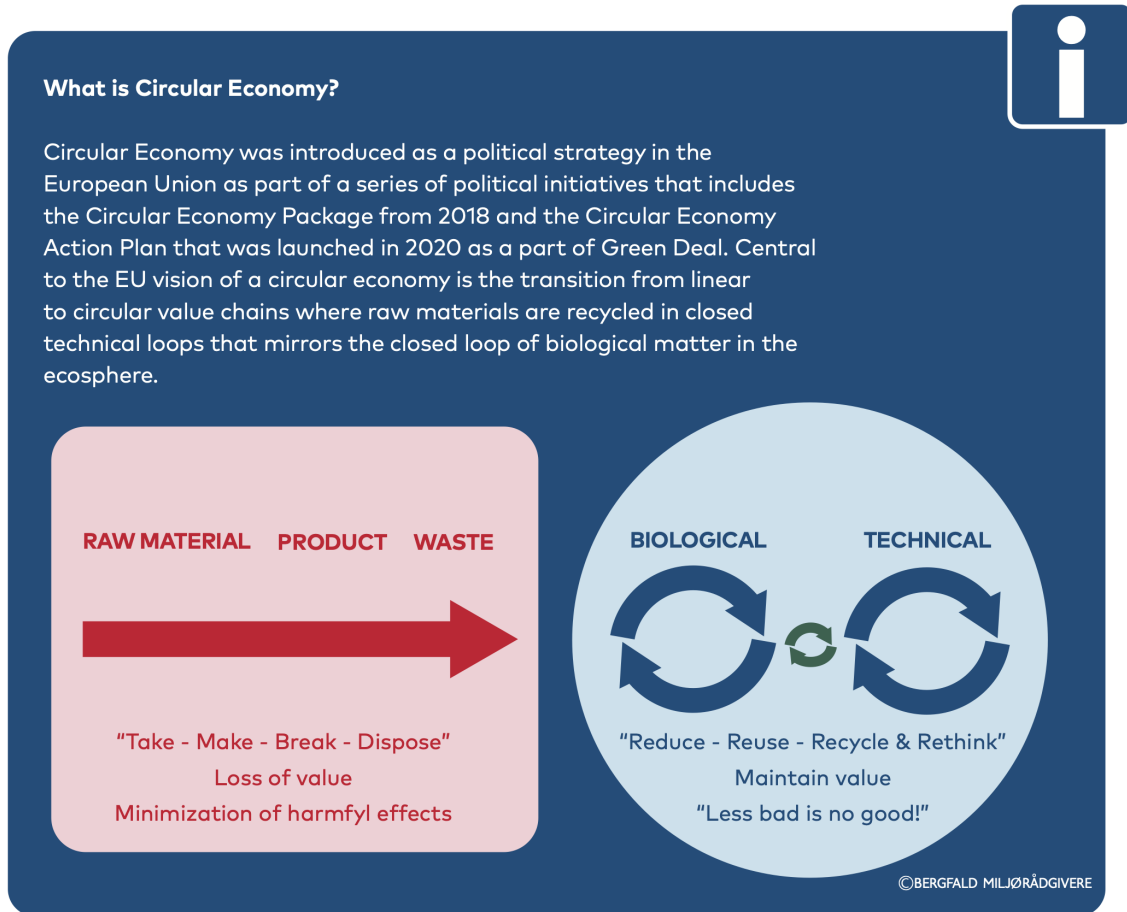 What is Circular Economy?
Circular Economy was introduced as a political strategy in the
European Union as part of a series of political initiatives that includes
the Circular Economy Package from 2018 and the Circular Economy
Action Plan that was launched in 2020 as a part of Green Deal. Central
to the EU vision of a circular economy is the transition from linear
to circular value chains where raw materials are recycled in closed
technical loops that mirrors the closed loop of biological matter in the
ecosphere.
RAW MATERIAL PRODUCT WASTE
“Take - Make - Break - Dispose”
Loss of value
Minimization of harmfyl effects
BIOLOGICAL TECHNICAL
“Reduce - Reuse - Recycle & Rethink”
Maintain value
“Less bad is no good!”
©BERGFALD MILJØRÅDGIVERE